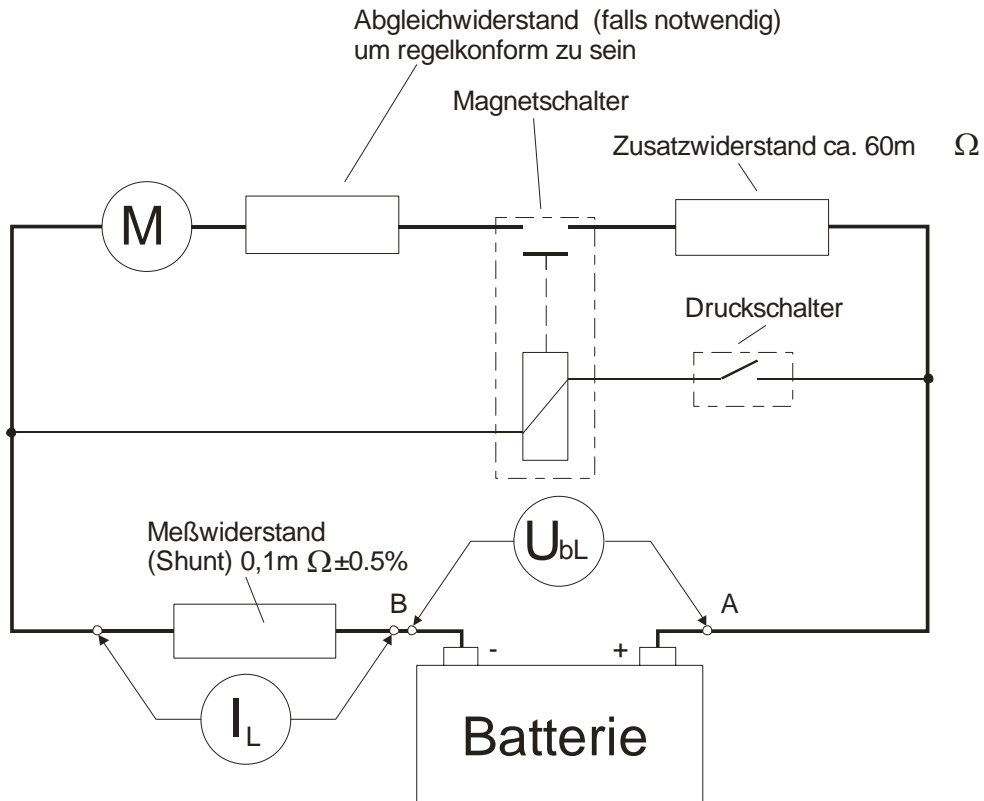 Abgleichwiderstand (falls notwendig)
um regelkonform zu sein
Magnetschalter
Zusatzwiderstand ca. 60m Ω
M
Druckschalter
Meßwiderstand
(Shunt) 0,1m Ω±0.5%
UbL
B
A
- +
IL
Batterie